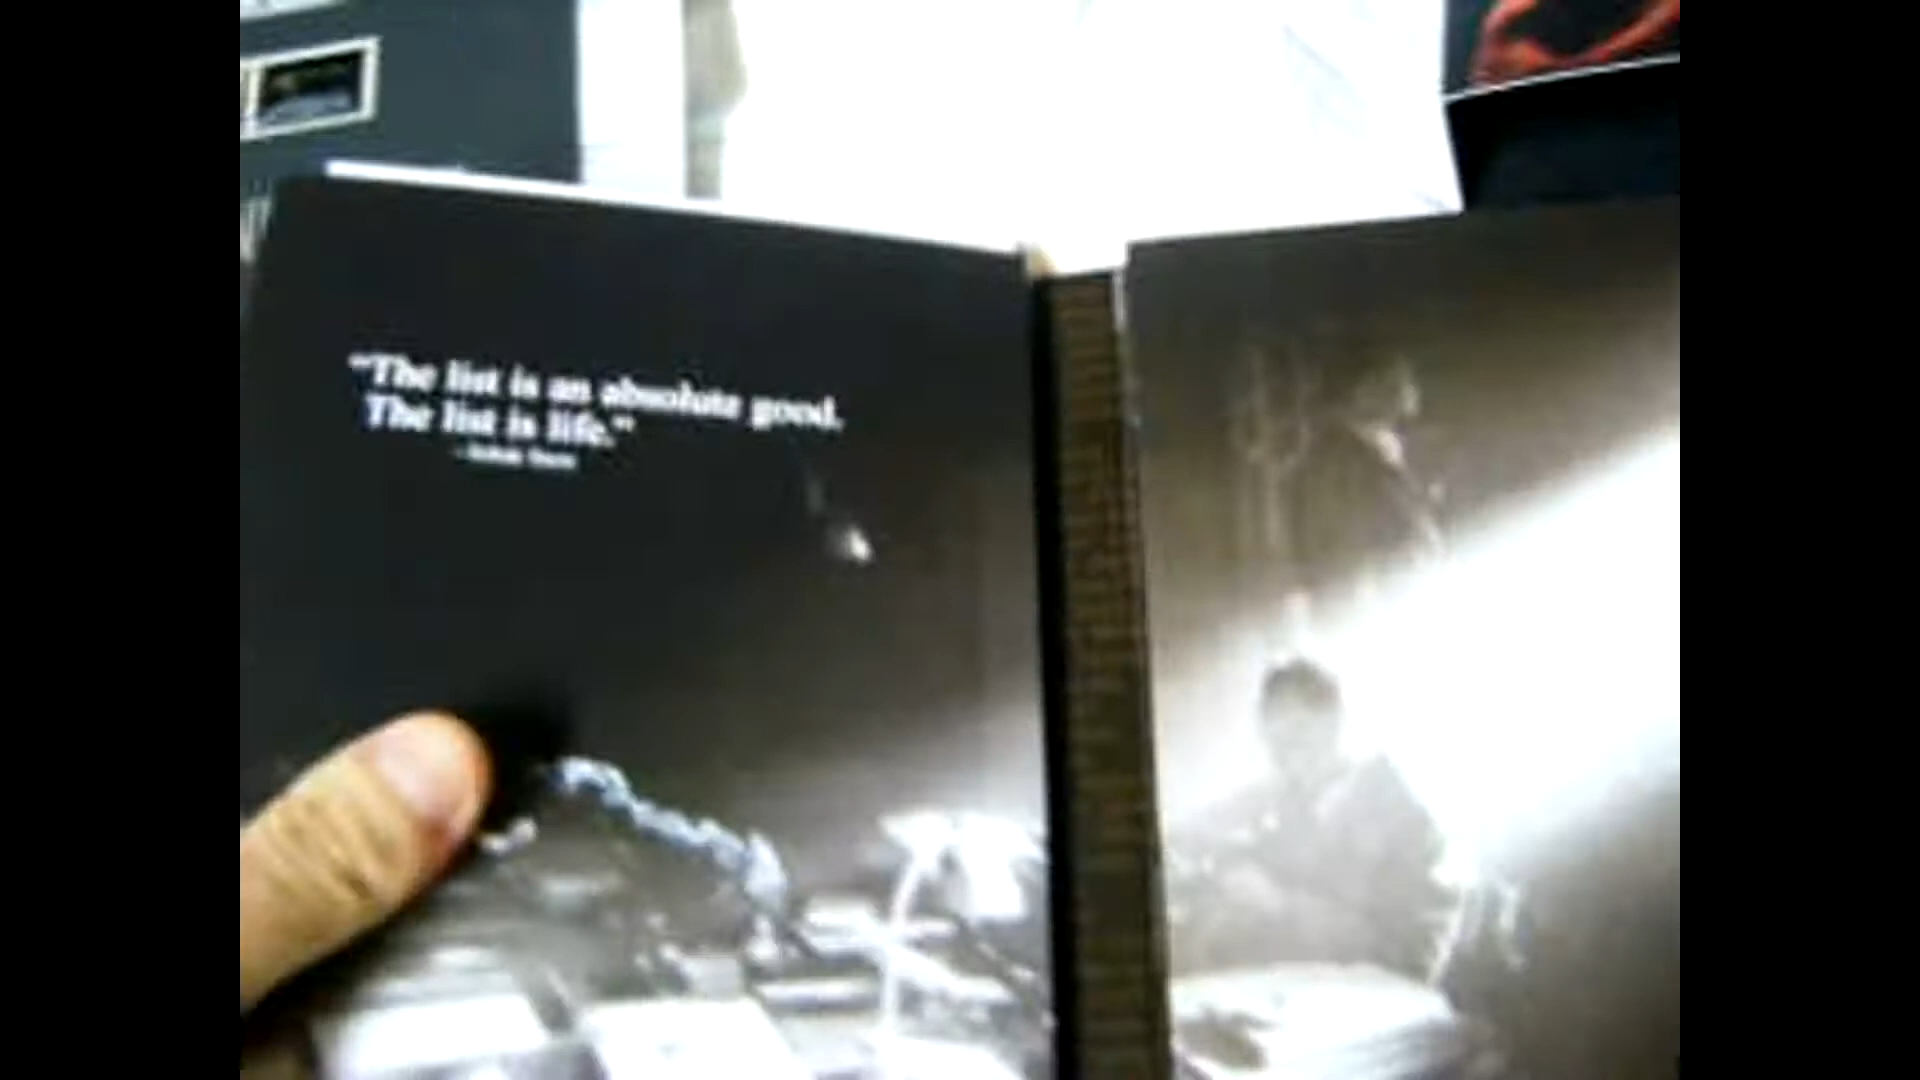 “The list is an absolute good.
The list is life.”